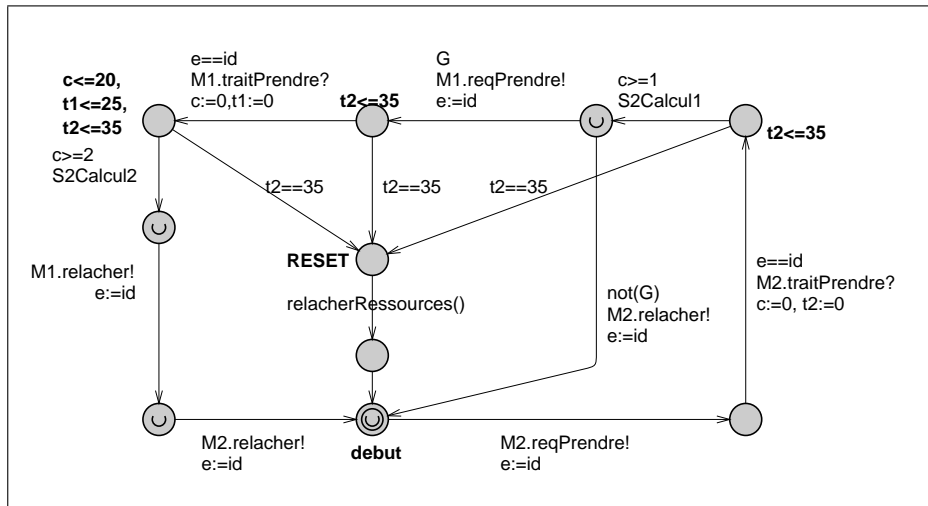 e==id
M1.traitPrendre?
c:=0,t1:=0
G
M1.reqPrendre!
e:=id
c>=1
S2Calcul1
c<=20,
t1<=25,
t2<=35
t2<=35
t2<=35
c>=2
S2Calcul2
t2==35
t2==35
t2==35
RESET
M1.relacher!
e:=id
relacherRessources()
not(G)
M2.relacher!
e:=id
e==id
M2.traitPrendre?
c:=0, t2:=0
M2.relacher!
e:=id
debut
M2.reqPrendre!
e:=id